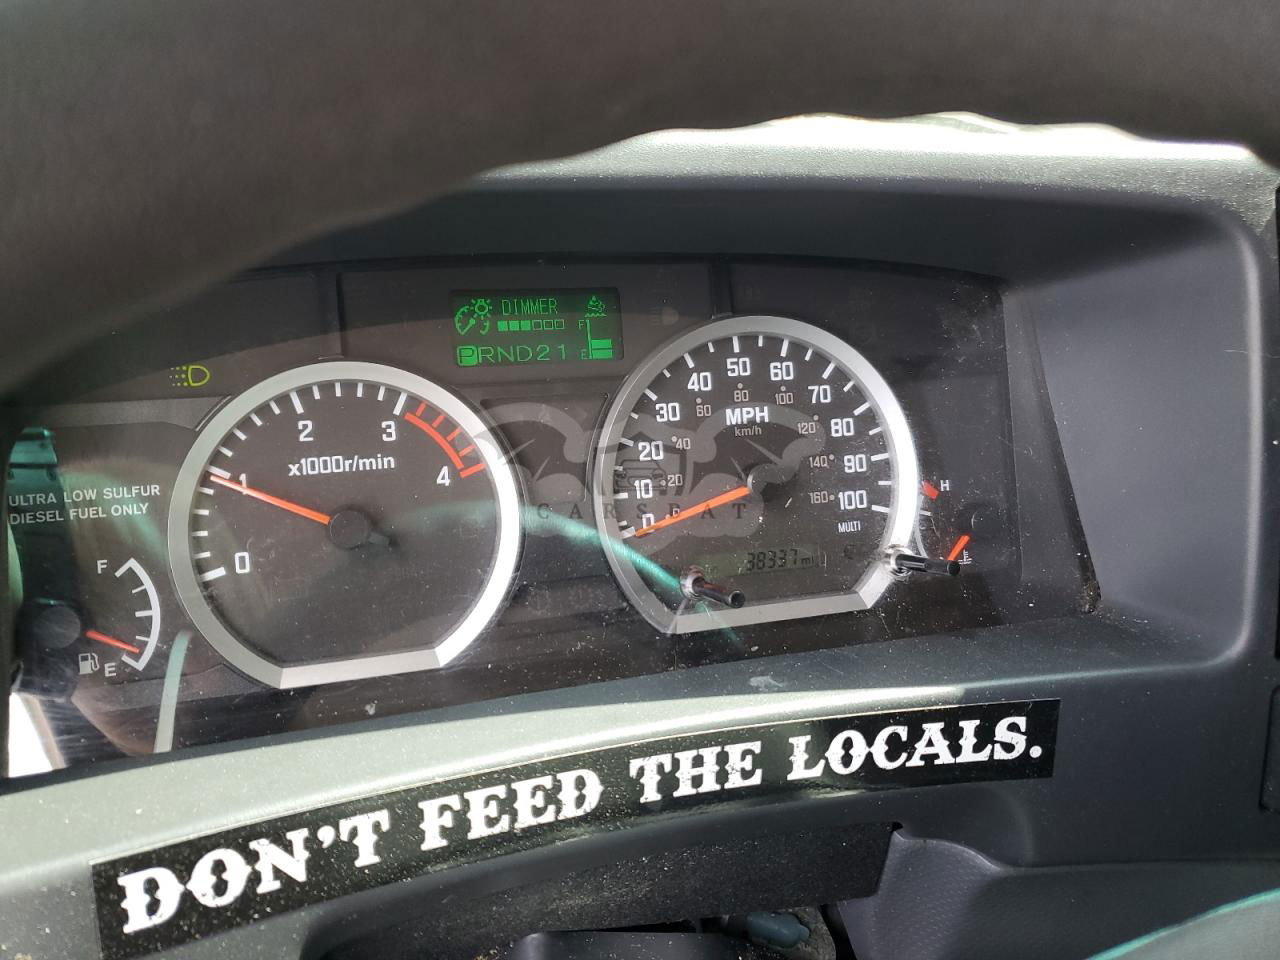 DIMMER
F
E
PRND21
2
3
1
4
0
x1000r/min
ULTRA LOW SULFUR
DIESEL FUEL ONLY
F
E
50
40
60
80
30
60
100
70
MPH
km/h
20
40
120
80
10
20
140
90
0
160
100
MULTI
38337 mi
H
CARSPAT
DON'T FEED THE LOCALS.